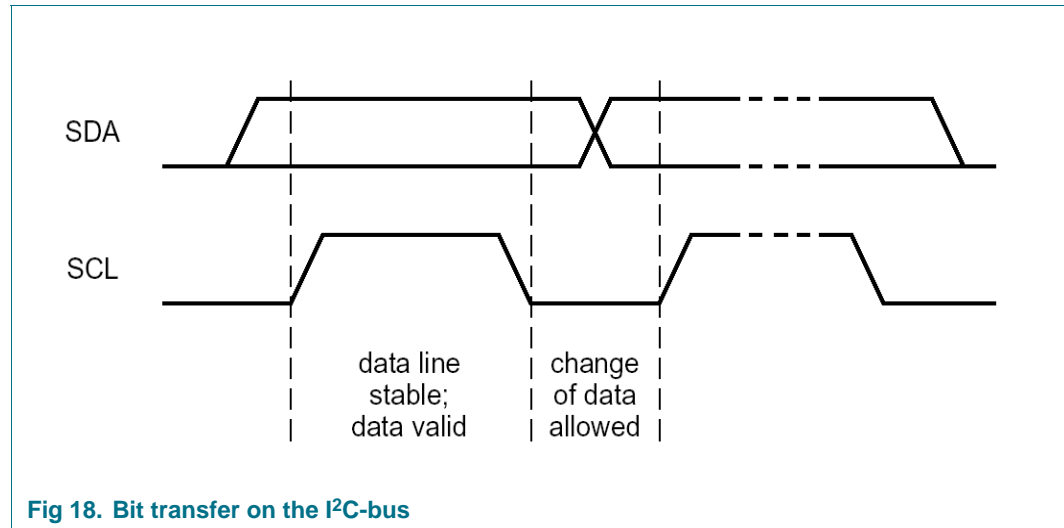 SDA
SCL
data line
stable;
data valid
change
of data
allowed
Fig 18. Bit transfer on the I²C-bus